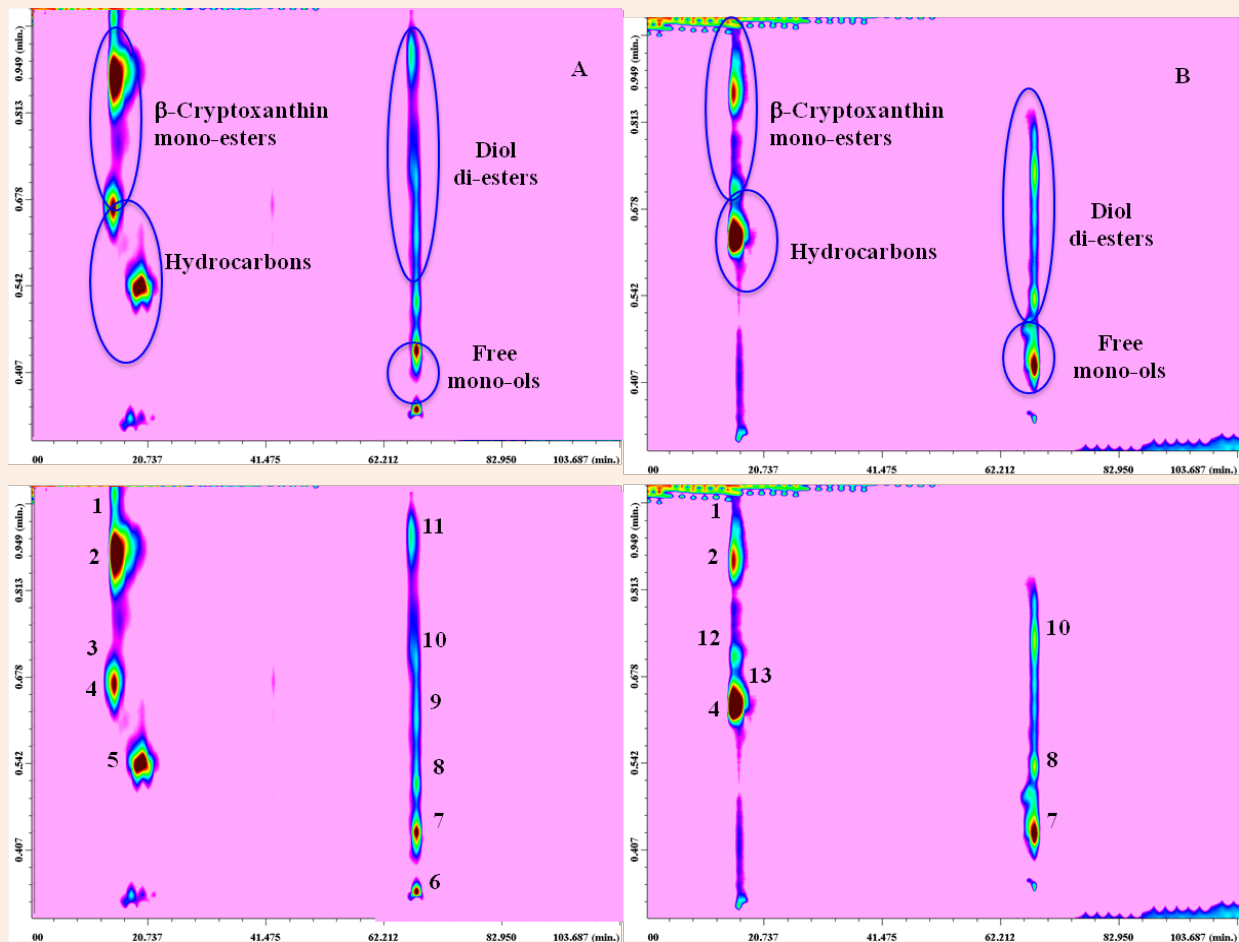 A
0.949 (min.)
0.813
0.678
0.542
0.407
β-Cryptoxanthin
mono-esters
Hydrocarbons
Diol
di-esters
Free
mono-ols
00 20.737 41.475 62.212 82.950 103.687 (min.)
B
0.949 (min.)
0.813
0.678
0.542
0.407
β-Cryptoxanthin
mono-esters
Hydrocarbons
Diol
di-esters
Free
mono-ols
00 20.737 41.475 62.212 82.950 103.687 (min.)
0.949 (min.)
0.813
0.678
0.542
0.407
1
2
3
4
5
11
10
9
8
7
6
00 20.737 41.475 62.212 82.950 103.687 (min.)
0.949 (min.)
0.813
0.678
0.542
0.407
1
2
12
13
4
10
8
7
00 20.737 41.475 62.212 82.950 103.687 (min.)